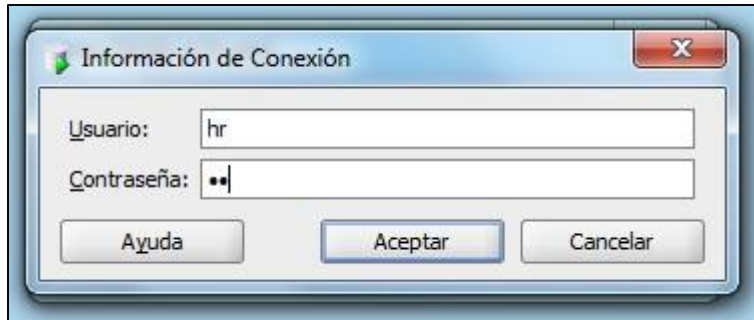 Información de Conexión
Usuario: hr
Contraseña: ••
Ayuda Aceptar Cancelar